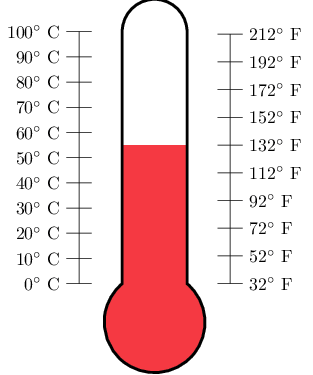 100° C
90° C
80° C
70° C
60° C
50° C
40° C
30° C
20° C
10° C
0° C
212° F
192° F
172° F
152° F
132° F
112° F
92° F
72° F
52° F
32° F